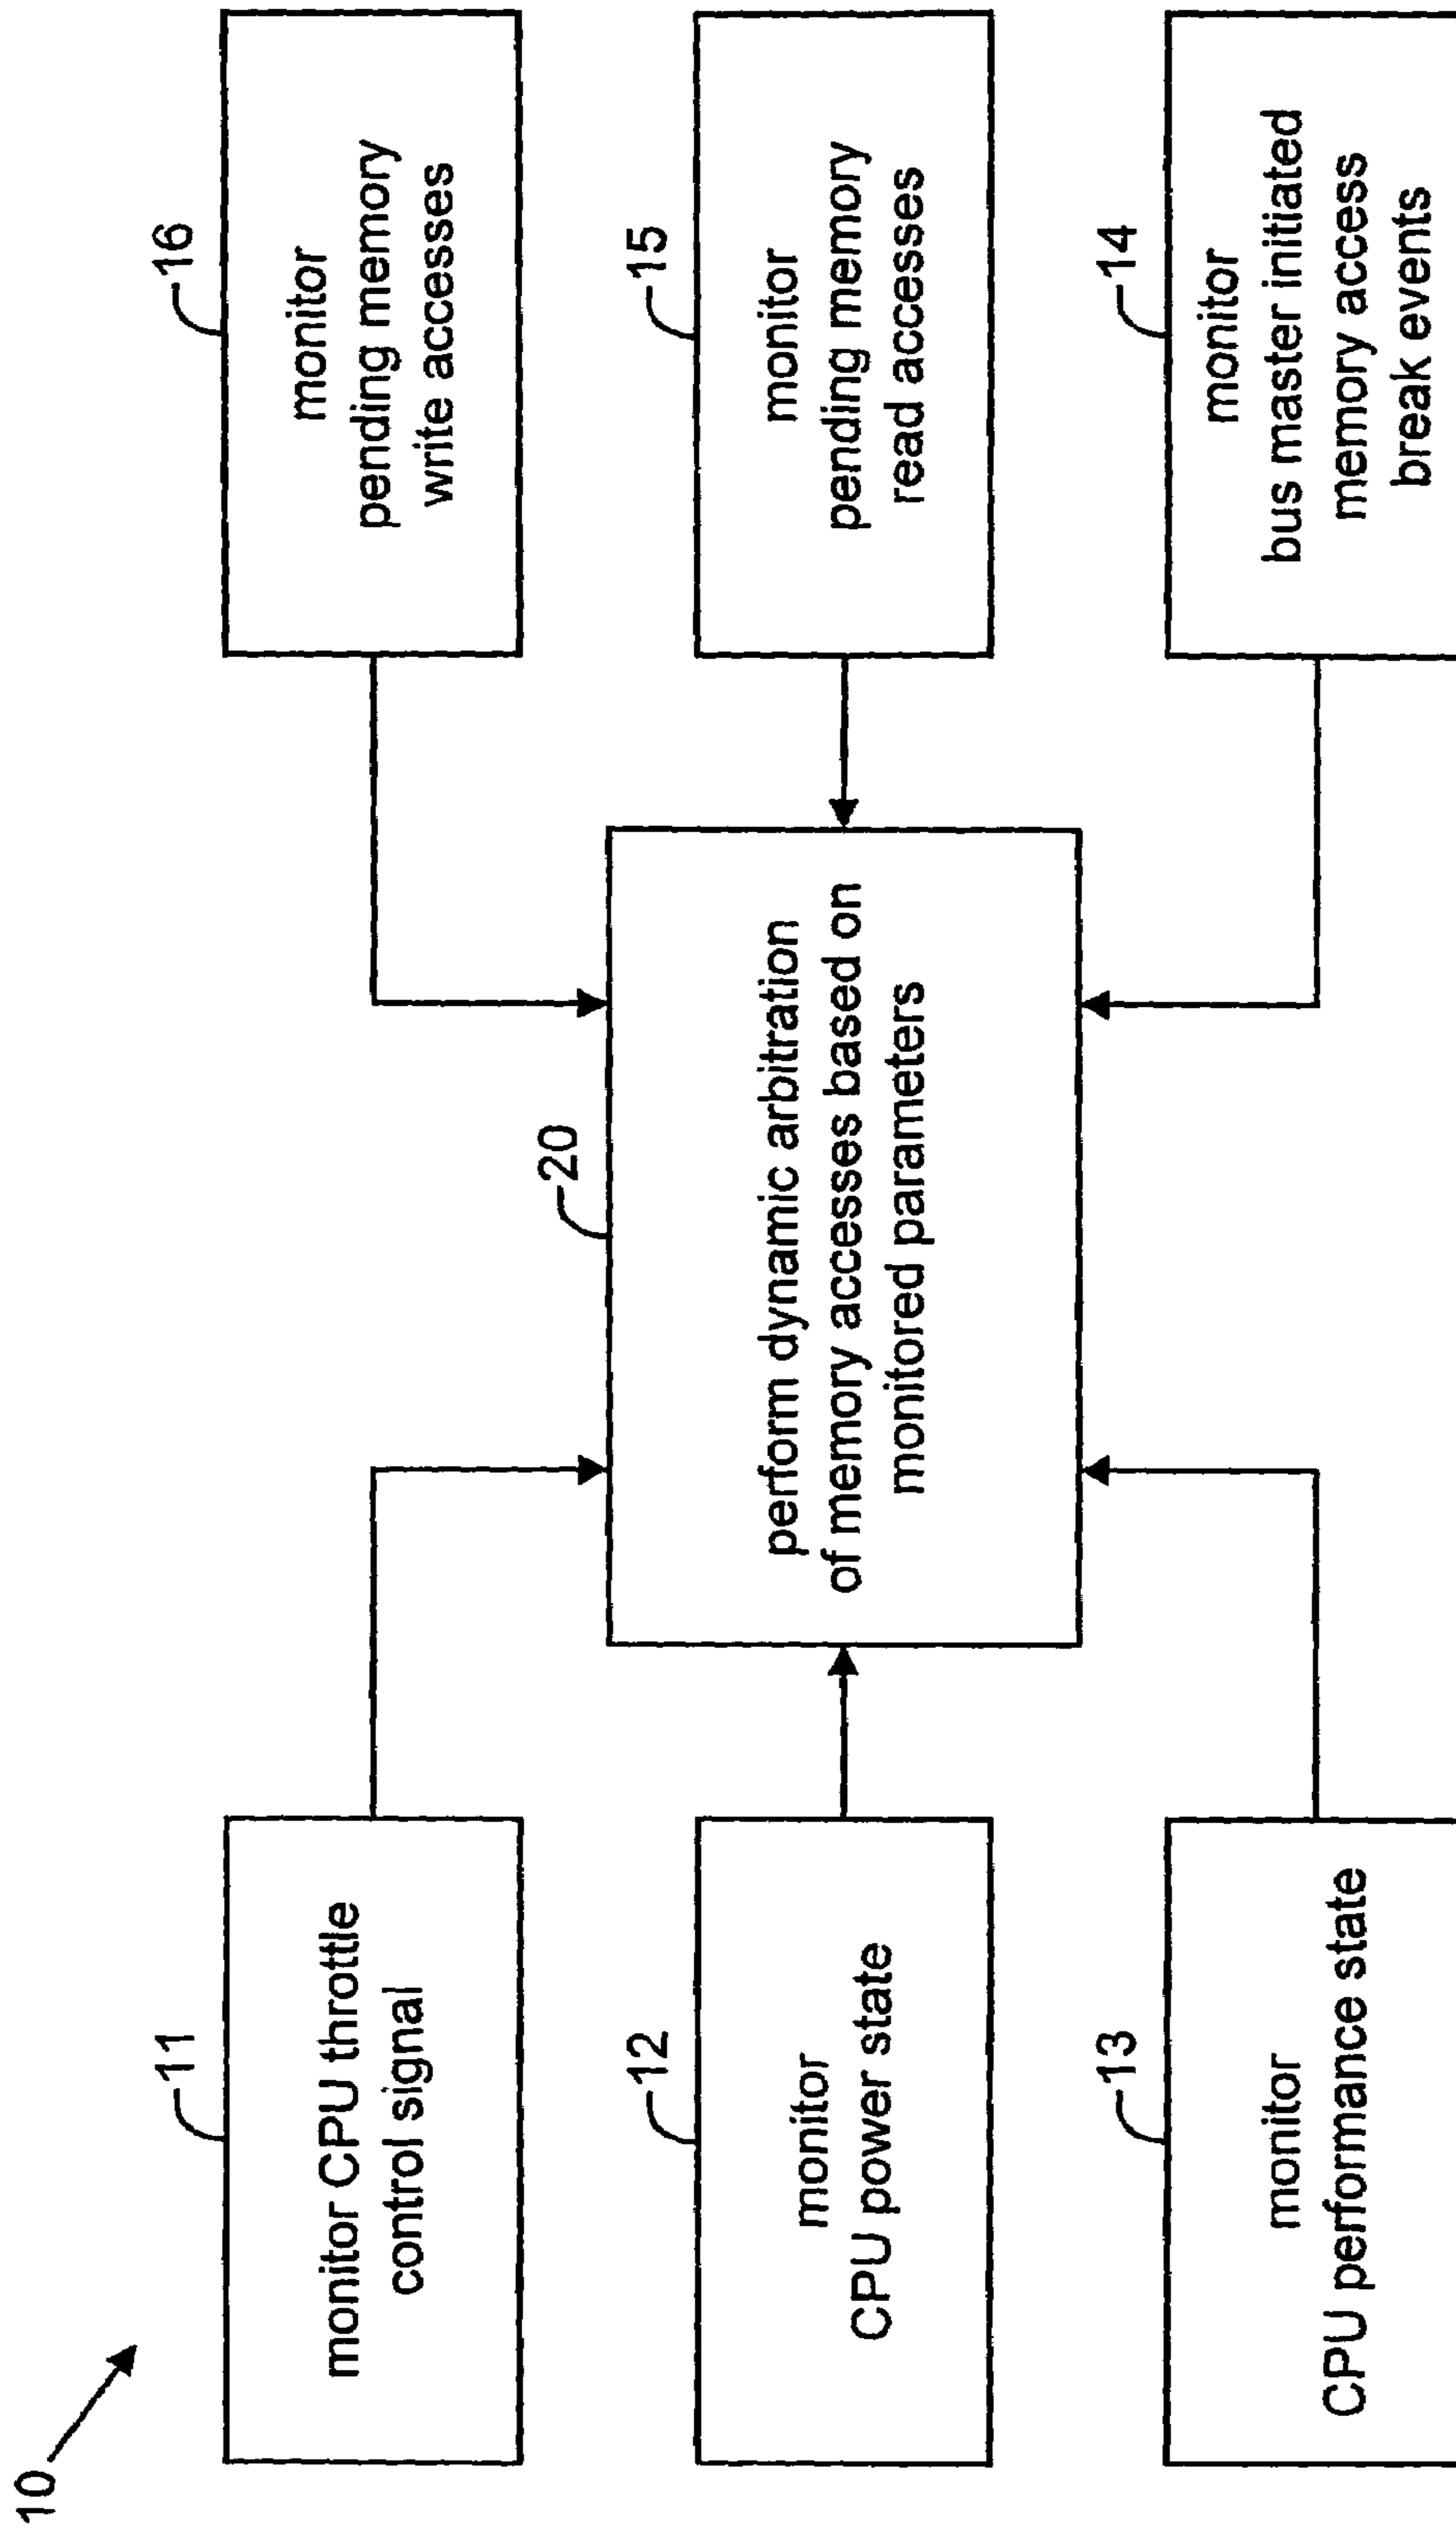 10
11
monitor CPU throttle
control signal
12
monitor
CPU power state
13
monitor
CPU performance state
20
perform dynamic arbitration
of memory accesses based on
monitored parameters
16
monitor
pending memory
write accesses
15
monitor
pending memory
read accesses
14
monitor
bus master initiated
memory access
break events